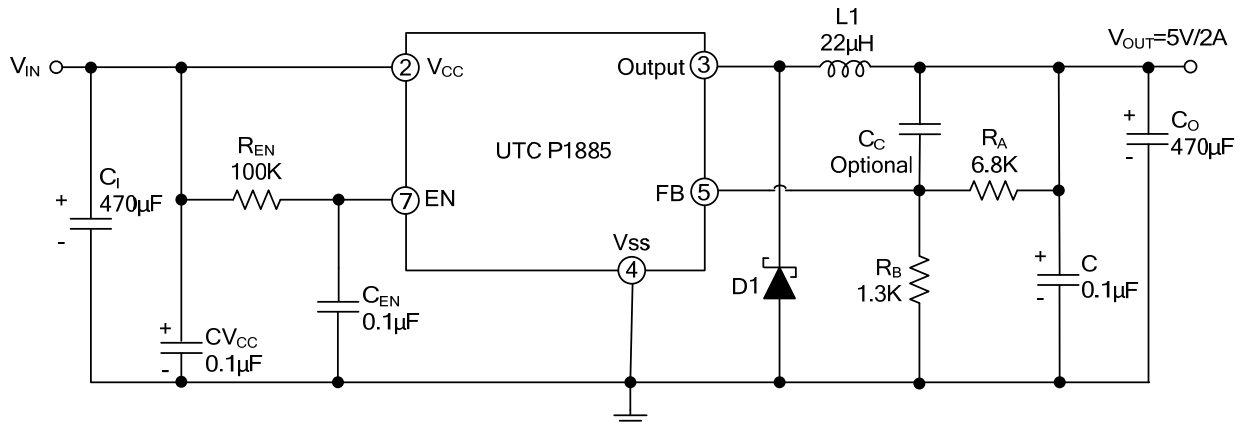 L1
22µH
VOUT=5V/2A
VIN
2
VCC
Output
3
REN
100K
UTC P1885
CC
Optional
RA
6.8K
+
CO
470µF
-
CI
470µF
+
-
7
EN
FB
5
VSS
4
D1
RB
1.3K
+
C
0.1µF
-
CEN
0.1µF
+
CVCC
0.1µF
-